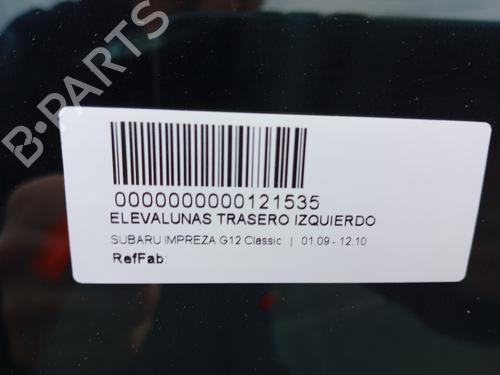 B-PARTS
0000000000121535
ELEVALUNAS TRASERO IZQUIERDO
SUBARU IMPREZA G12 Classic | 01.09 - 12.10
RefFab